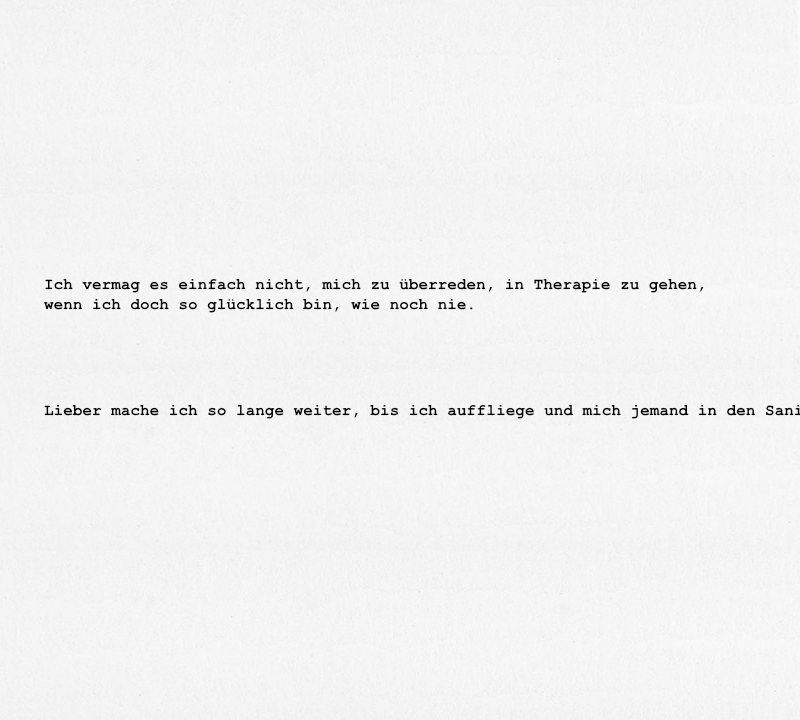 Ich vermag es einfach nicht, mich zu überreden, in Therapie zu gehen,
wenn ich doch so glücklich bin, wie noch nie.
Lieber mache ich so lange weiter, bis ich auffliege und mich jemand in den Sani